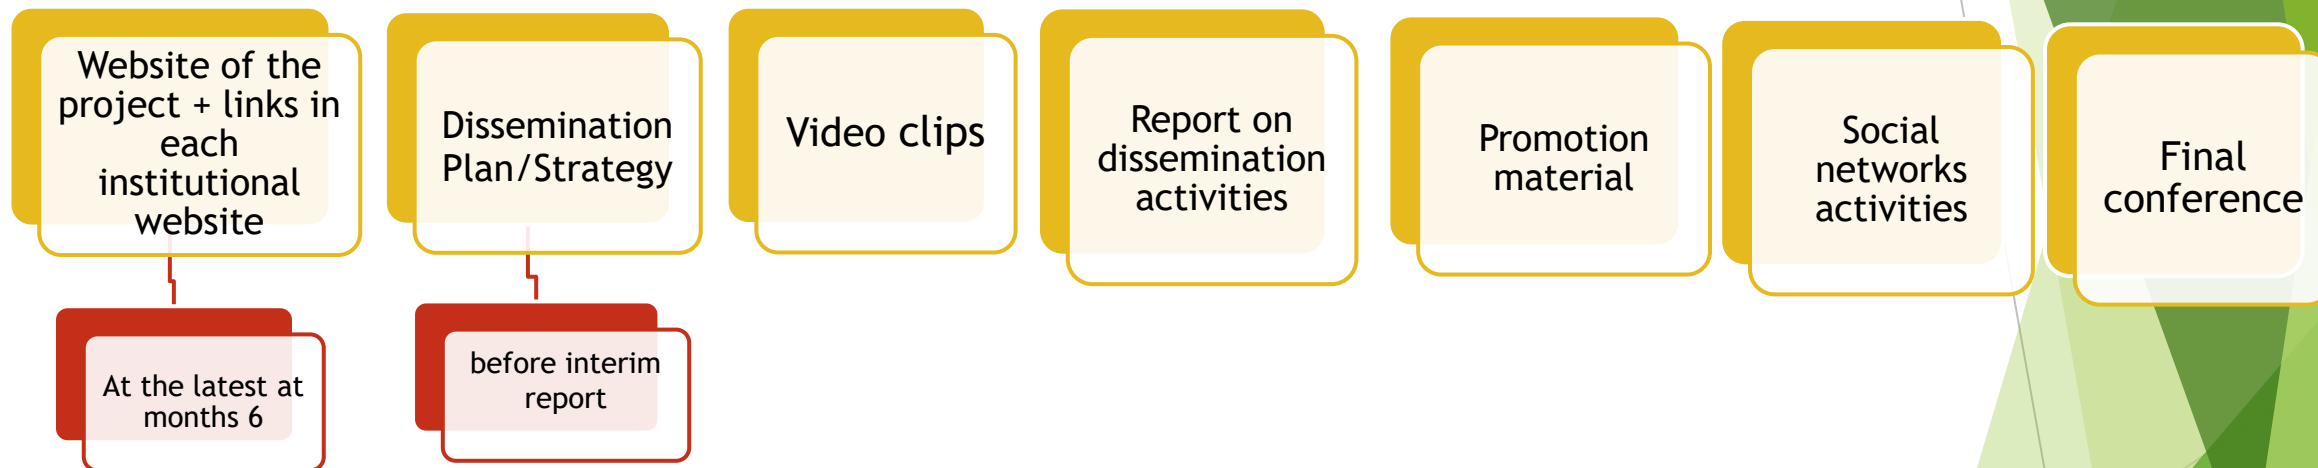 Website of the
project + links in
each
institutional
website
Dissemination
Plan/Strategy
Video clips
Report on
dissemination
activities
Promotion
material
Social
networks
activities
Final
conference
At the latest at
months 6
before interim
report